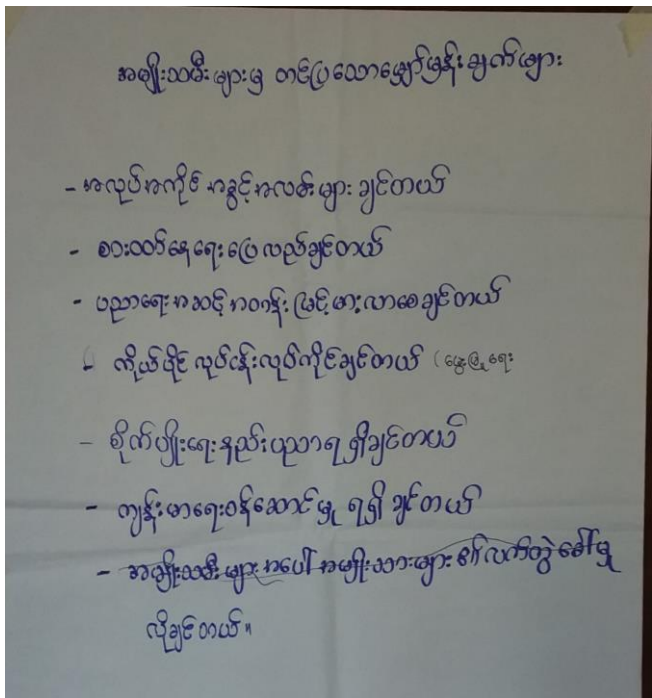 အမျိုးသမီးများမှ တင်ပြသောမျှော်မှန်းချက်များ
- အလုပ်အကိုင် အခွင့်အလမ်းများ ချင်တယ်
- စားဝတ်နေရေးပြေလည်ချင်တယ်
- ပညာရေးအဆင့်အတန်း မြင့်မားလာစေချင်တယ်
- ကိုယ်ပိုင်လုပ်ငန်းလုပ်ကိုင်ချင်တယ် (မွေးမြူရေး
- စိုက်ပျိုးရေးနည်းပညာရရှိချင်တယ်
- ကျန်းမာရေးဝန်ဆောင်မှု ရရှိချင်တယ်
- အမျိုးသမီးများအပေါ် အမျိုးသားများ၏လက်တွဲခေါ်မှု
လိုချင်တယ်။